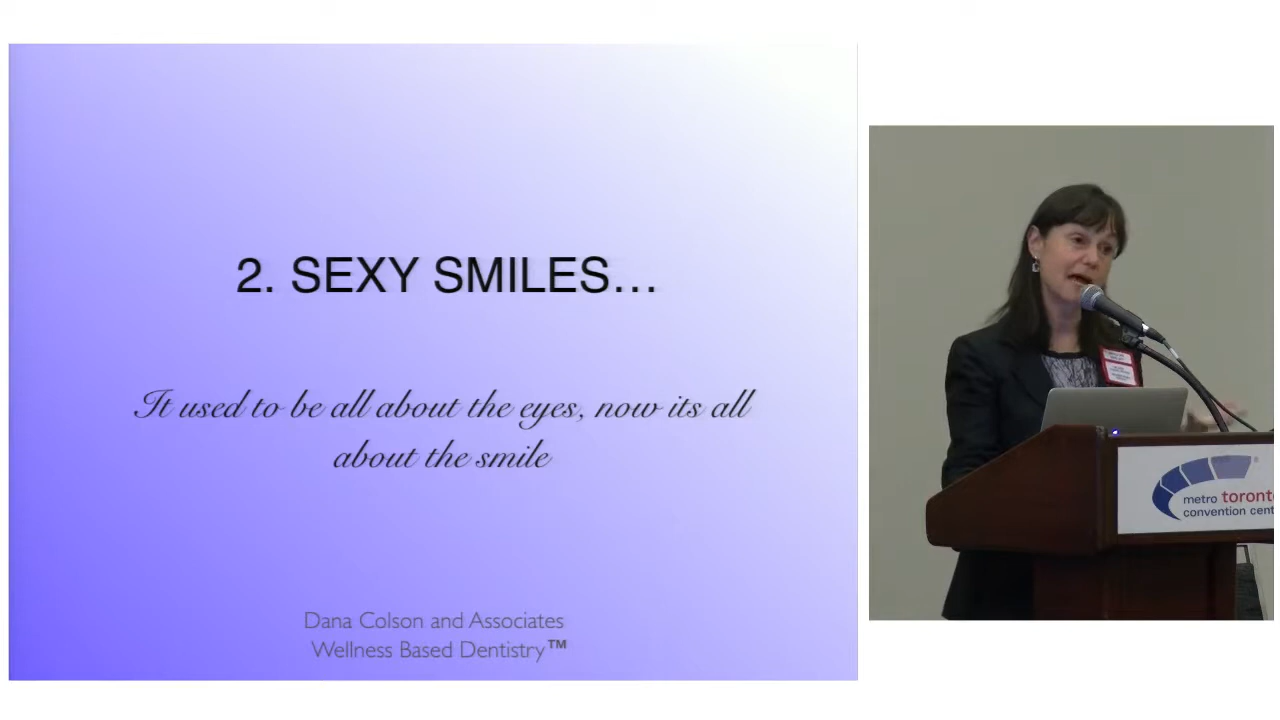 2. SEXY SMILES…
It used to be all about the eyes, now its all
about the smile
Dana Colson and Associates
Wellness Based Dentistry™
metro toronto
convention cent